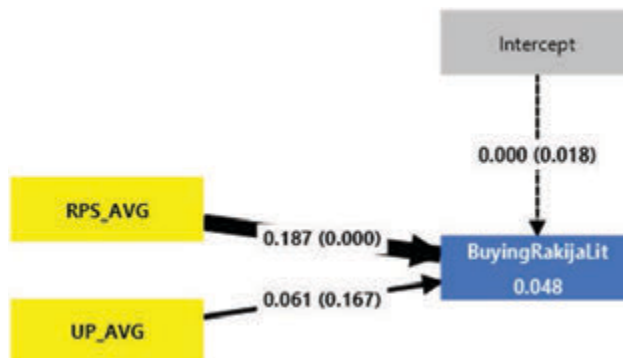 Intercept
0.000 (0.018)
RPS_AVG
0.187 (0.000)
BuyingRakijaLit
0.048
0.061 (0.167)
UP_AVG